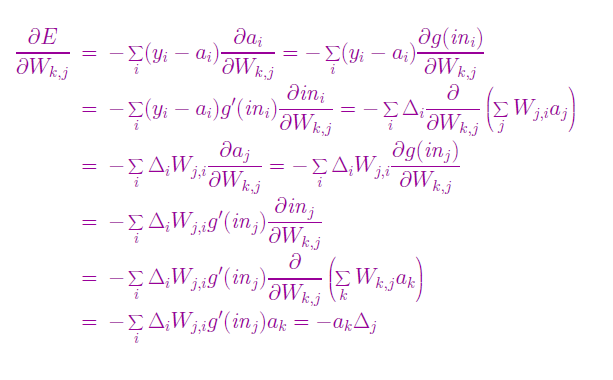 ∂E/∂W_{k,j} = −∑_i (y_i − a_i) ∂a_i/∂W_{k,j} = −∑_i (y_i − a_i) ∂g(in_i)/∂W_{k,j}
= −∑_i (y_i − a_i)g′(in_i) ∂in_i/∂W_{k,j} = −∑_i Δ_i ∂/∂W_{k,j} (∑_j W_{j,i}a_j)
= −∑_i Δ_i W_{j,i} ∂a_j/∂W_{k,j} = −∑_i Δ_i W_{j,i} ∂g(in_j)/∂W_{k,j}
= −∑_i Δ_i W_{j,i} g′(in_j) ∂in_j/∂W_{k,j}
= −∑_i Δ_i W_{j,i} g′(in_j) ∂/∂W_{k,j} (∑_k W_{k,j}a_k)
= −∑_i Δ_i W_{j,i} g′(in_j)a_k = −a_kΔ_j